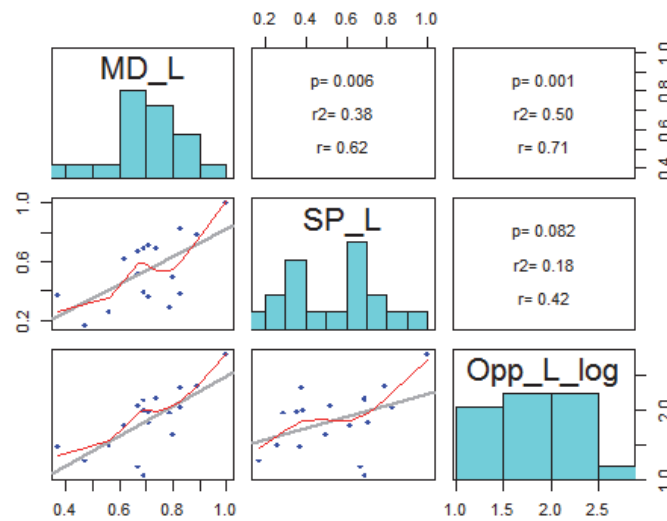 0.2 0.4 0.6 0.8 1.0
MD_L
p= 0.006
r2= 0.38
r= 0.62
p= 0.001
r2= 0.50
r= 0.71
0.4 0.6 0.8 1.0
0.2 0.6 1.0
SP_L
p= 0.082
r2= 0.18
r= 0.42
Opp_L_log
1.0 2.0
0.4 0.6 0.8 1.0
1.0 1.5 2.0 2.5